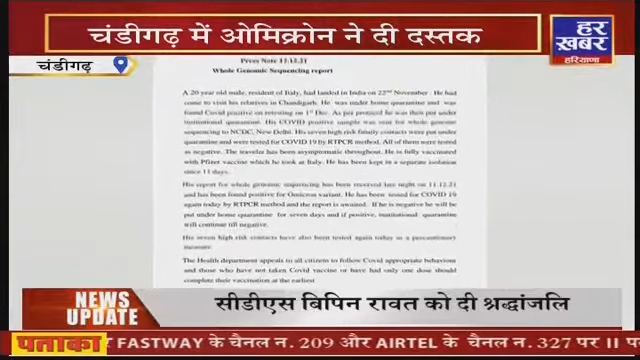 चंडीगढ़ में ओमिक्रोन ने दी दस्तक
हर
ख़बर
हरियाणा
चंडीगढ़
Press Note 11.12.21
Whole Genomic Sequencing report
A 20 year old male, resident of Italy, had landed in India on 22nd November. He had
come to visit his relatives in Chandigarh. He was under home quarantine and was
found Covid positive on retesting on 1st Dec. As per protocol he was then put under
institutional quarantine. His COVID positive sample was sent for whole genome
sequencing to NCDC, New Delhi. His seven high risk family contacts were put under
quarantine and were tested for COVID 19 by RTPCR method. All of them were tested
as negative. The traveler has been asymptomatic throughout. He is fully vaccinated
with Pfizer vaccine which he took at Italy. He has been kept in a separate isolation
since 11 days.
His report for whole genomic sequencing has been received late night on 11.12.21
and has been found positive for Omicron variant. He has been tested for COVID 19
again today by RTPCR method and the report is awaited. If he is negative he will be
put under home quarantine for seven days and if positive, institutional quarantine
will continue till negative.
His seven high risk contacts have also been tested again today as a precautionary
measure.
The Health department appeals to all citizens to follow Covid appropriate behaviour
and those who have not taken Covid vaccine or have had only one dose should
complete their vaccination at the earliest
NEWS
UPDATE
सीडीएस बिपिन रावत को दी श्रद्धांजलि
पताका
FASTWAY के चैनल न. 209 और AIRTEL के चैनल न. 327 पर II